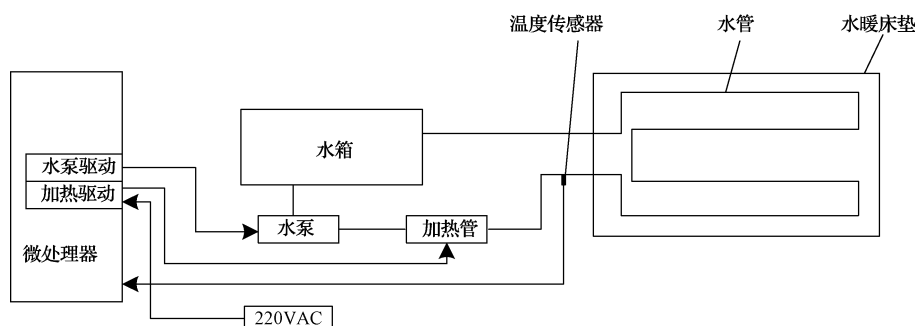 温度传感器
水管
水暖床垫
水箱
水泵驱动
加热驱动
水泵
加热管
微处理器
220VAC